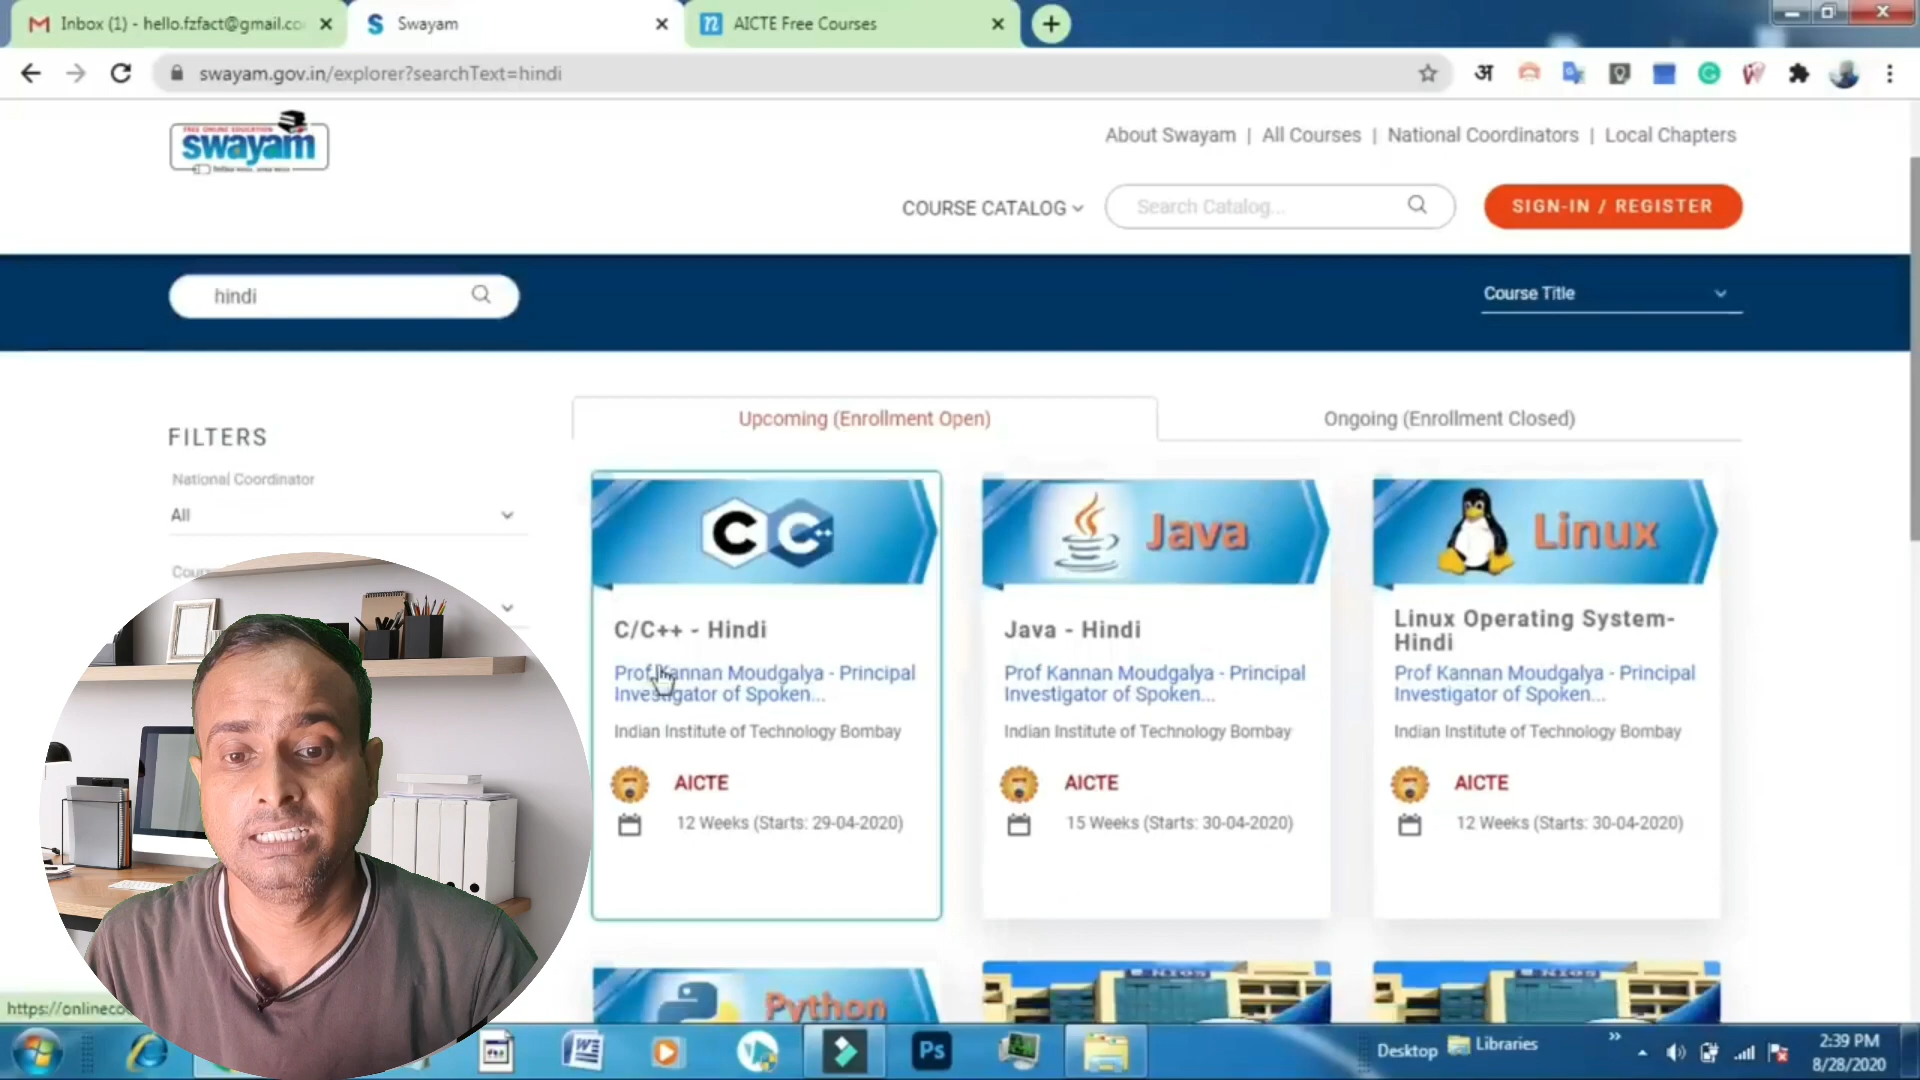 Inbox (1) - hello.fzfact@gmail.co
Swayam
AICTE Free Courses
swayam.gov.in/explorer?searchText=hindi
अ
FREE ONLINE EDUCATION
swayam
About Swayam | All Courses | National Coordinators | Local Chapters
COURSE CATALOG
Search Catalog...
SIGN-IN / REGISTER
hindi
Course Title
FILTERS
National Coordinator
All
Upcoming (Enrollment Open)
Ongoing (Enrollment Closed)
C C++
C/C++ - Hindi
Prof Kannan Moudgalya - Principal
Investigator of Spoken...
Indian Institute of Technology Bombay
AICTE
12 Weeks (Starts: 29-04-2020)
Java
Java - Hindi
Prof Kannan Moudgalya - Principal
Investigator of Spoken...
Indian Institute of Technology Bombay
AICTE
15 Weeks (Starts: 30-04-2020)
Linux
Linux Operating System-
Hindi
Prof Kannan Moudgalya - Principal
Investigator of Spoken...
Indian Institute of Technology Bombay
AICTE
12 Weeks (Starts: 30-04-2020)
Python
NIOS
NIOS
https://onlineco
Ps
Desktop
Libraries
2:39 PM
8/28/2020